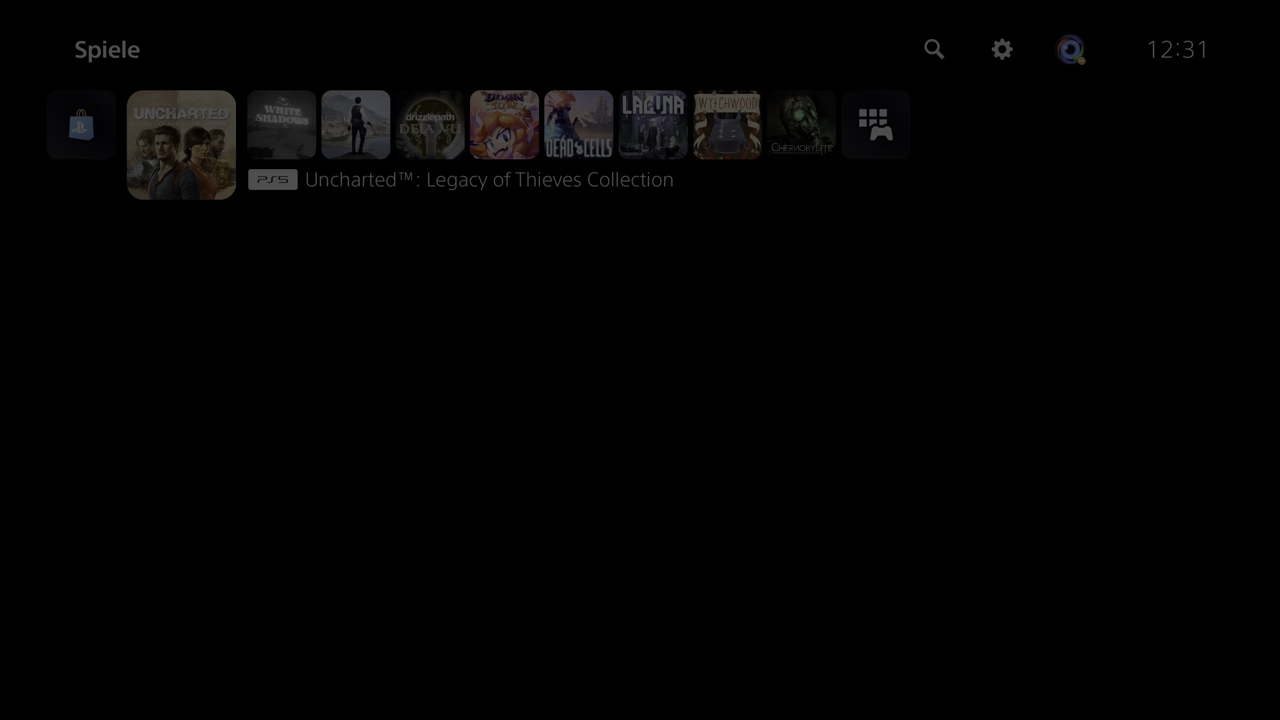 Spiele
12:31
UNCHARTED
WHITE
SHADOWS
drizzlepath
DEJA VU
DEAD CELLS
LACUNA
WYTCHWOOD
CHERNOBYLITE
PS5 Uncharted™: Legacy of Thieves Collection